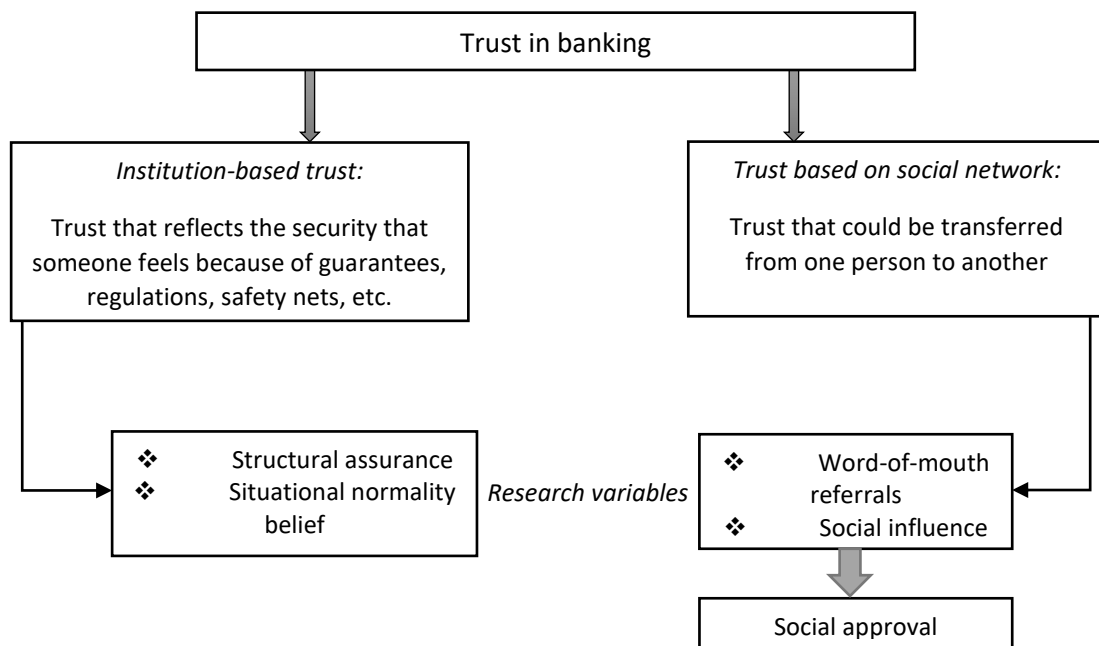 Trust in banking
Institution-based trust:
Trust that reflects the security that
someone feels because of guarantees,
regulations, safety nets, etc.
Trust based on social network:
Trust that could be transferred
from one person to another
❖ Structural assurance
❖ Situational normality
belief
Research variables
❖ Word-of-mouth
referrals
❖ Social influence
Social approval